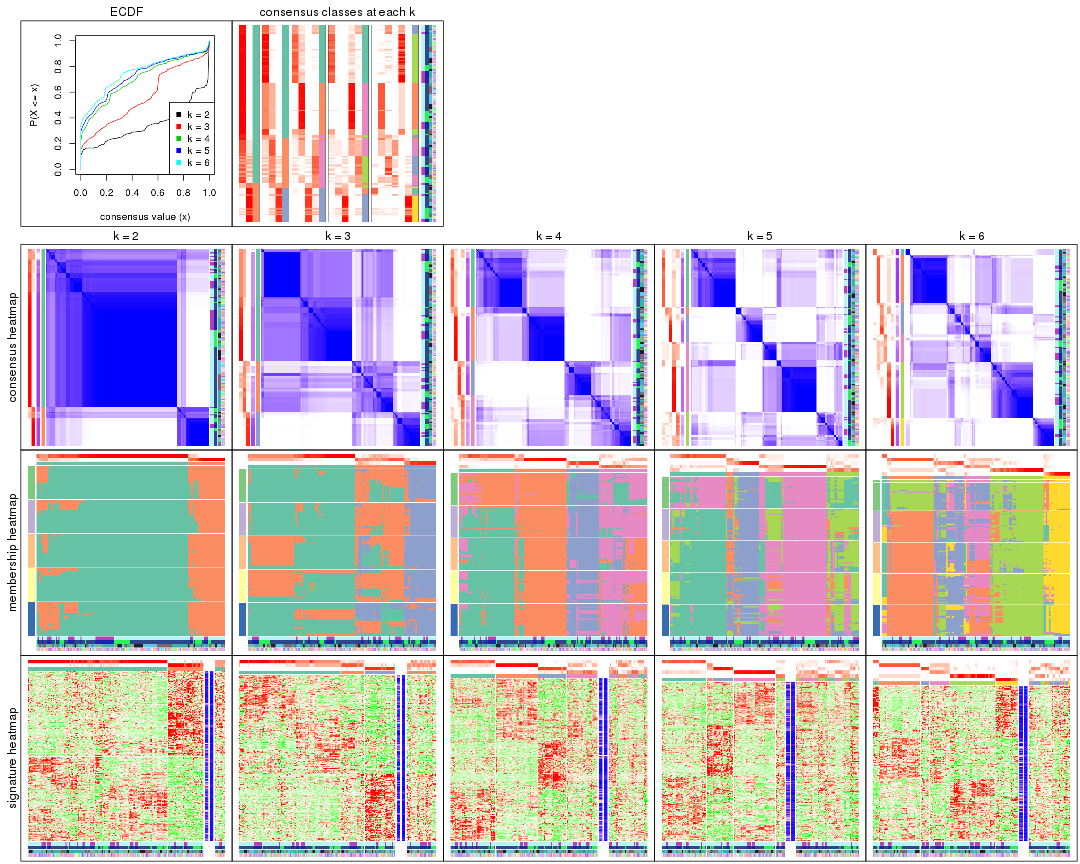 ECDF
consensus classes at each k
P(X <= x)
0.0 0.2 0.4 0.6 0.8 1.0
k = 2
k = 3
k = 4
k = 5
k = 6
0.0 0.2 0.4 0.6 0.8 1.0
consensus value (x)
k = 2
k = 3
k = 4
k = 5
k = 6
consensus heatmap
membership heatmap
signature heatmap